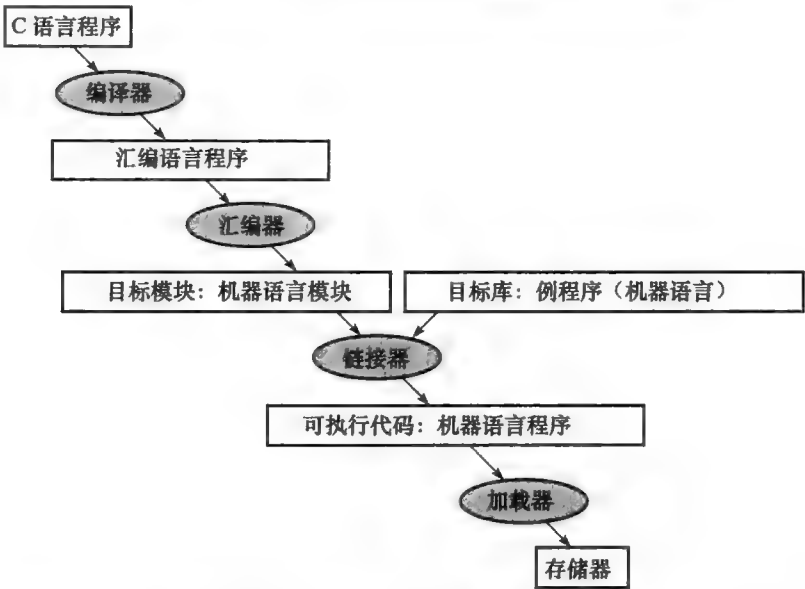 C 语言程序
编译器
汇编语言程序
汇编器
目标模块：机器语言模块
目标库：例程序（机器语言）
链接器
可执行代码：机器语言程序
加载器
存储器